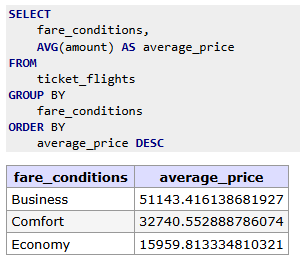 SELECT
fare_conditions,
AVG(amount) AS average_price
FROM
ticket_flights
GROUP BY
fare_conditions
ORDER BY
average_price DESC
fare_conditions average_price
Business 51143.416138681927
Comfort 32740.552888786074
Economy 15959.813334810321